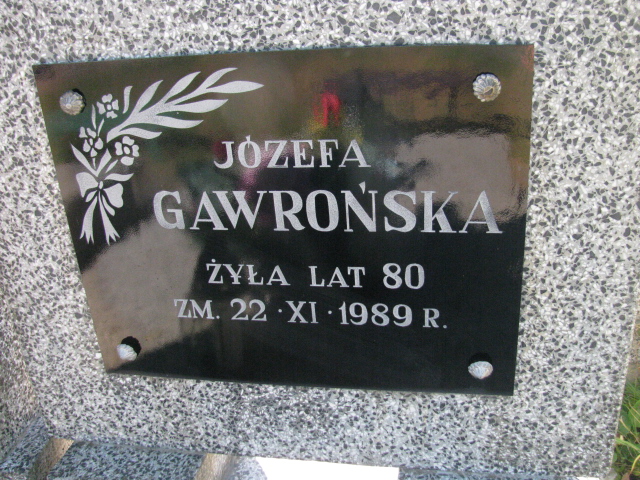 JÓZEFA
GAWROŃSKA
ŻYŁA LAT 80
ZM. 22·XI·1989 R.